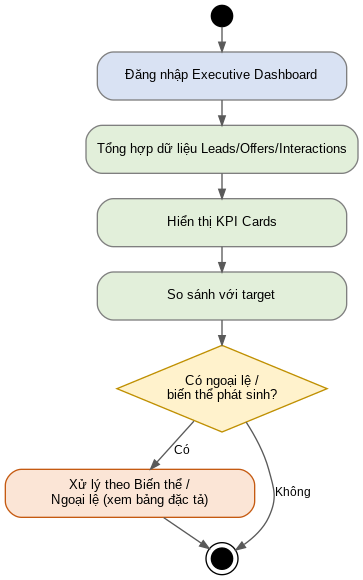 Đăng nhập Executive Dashboard
Tổng hợp dữ liệu Leads/Offers/Interactions
Hiển thị KPI Cards
So sánh với target
Có ngoại lệ /
biến thể phát sinh?
Có
Xử lý theo Biến thể /
Ngoại lệ (xem bảng đặc tả)
Không